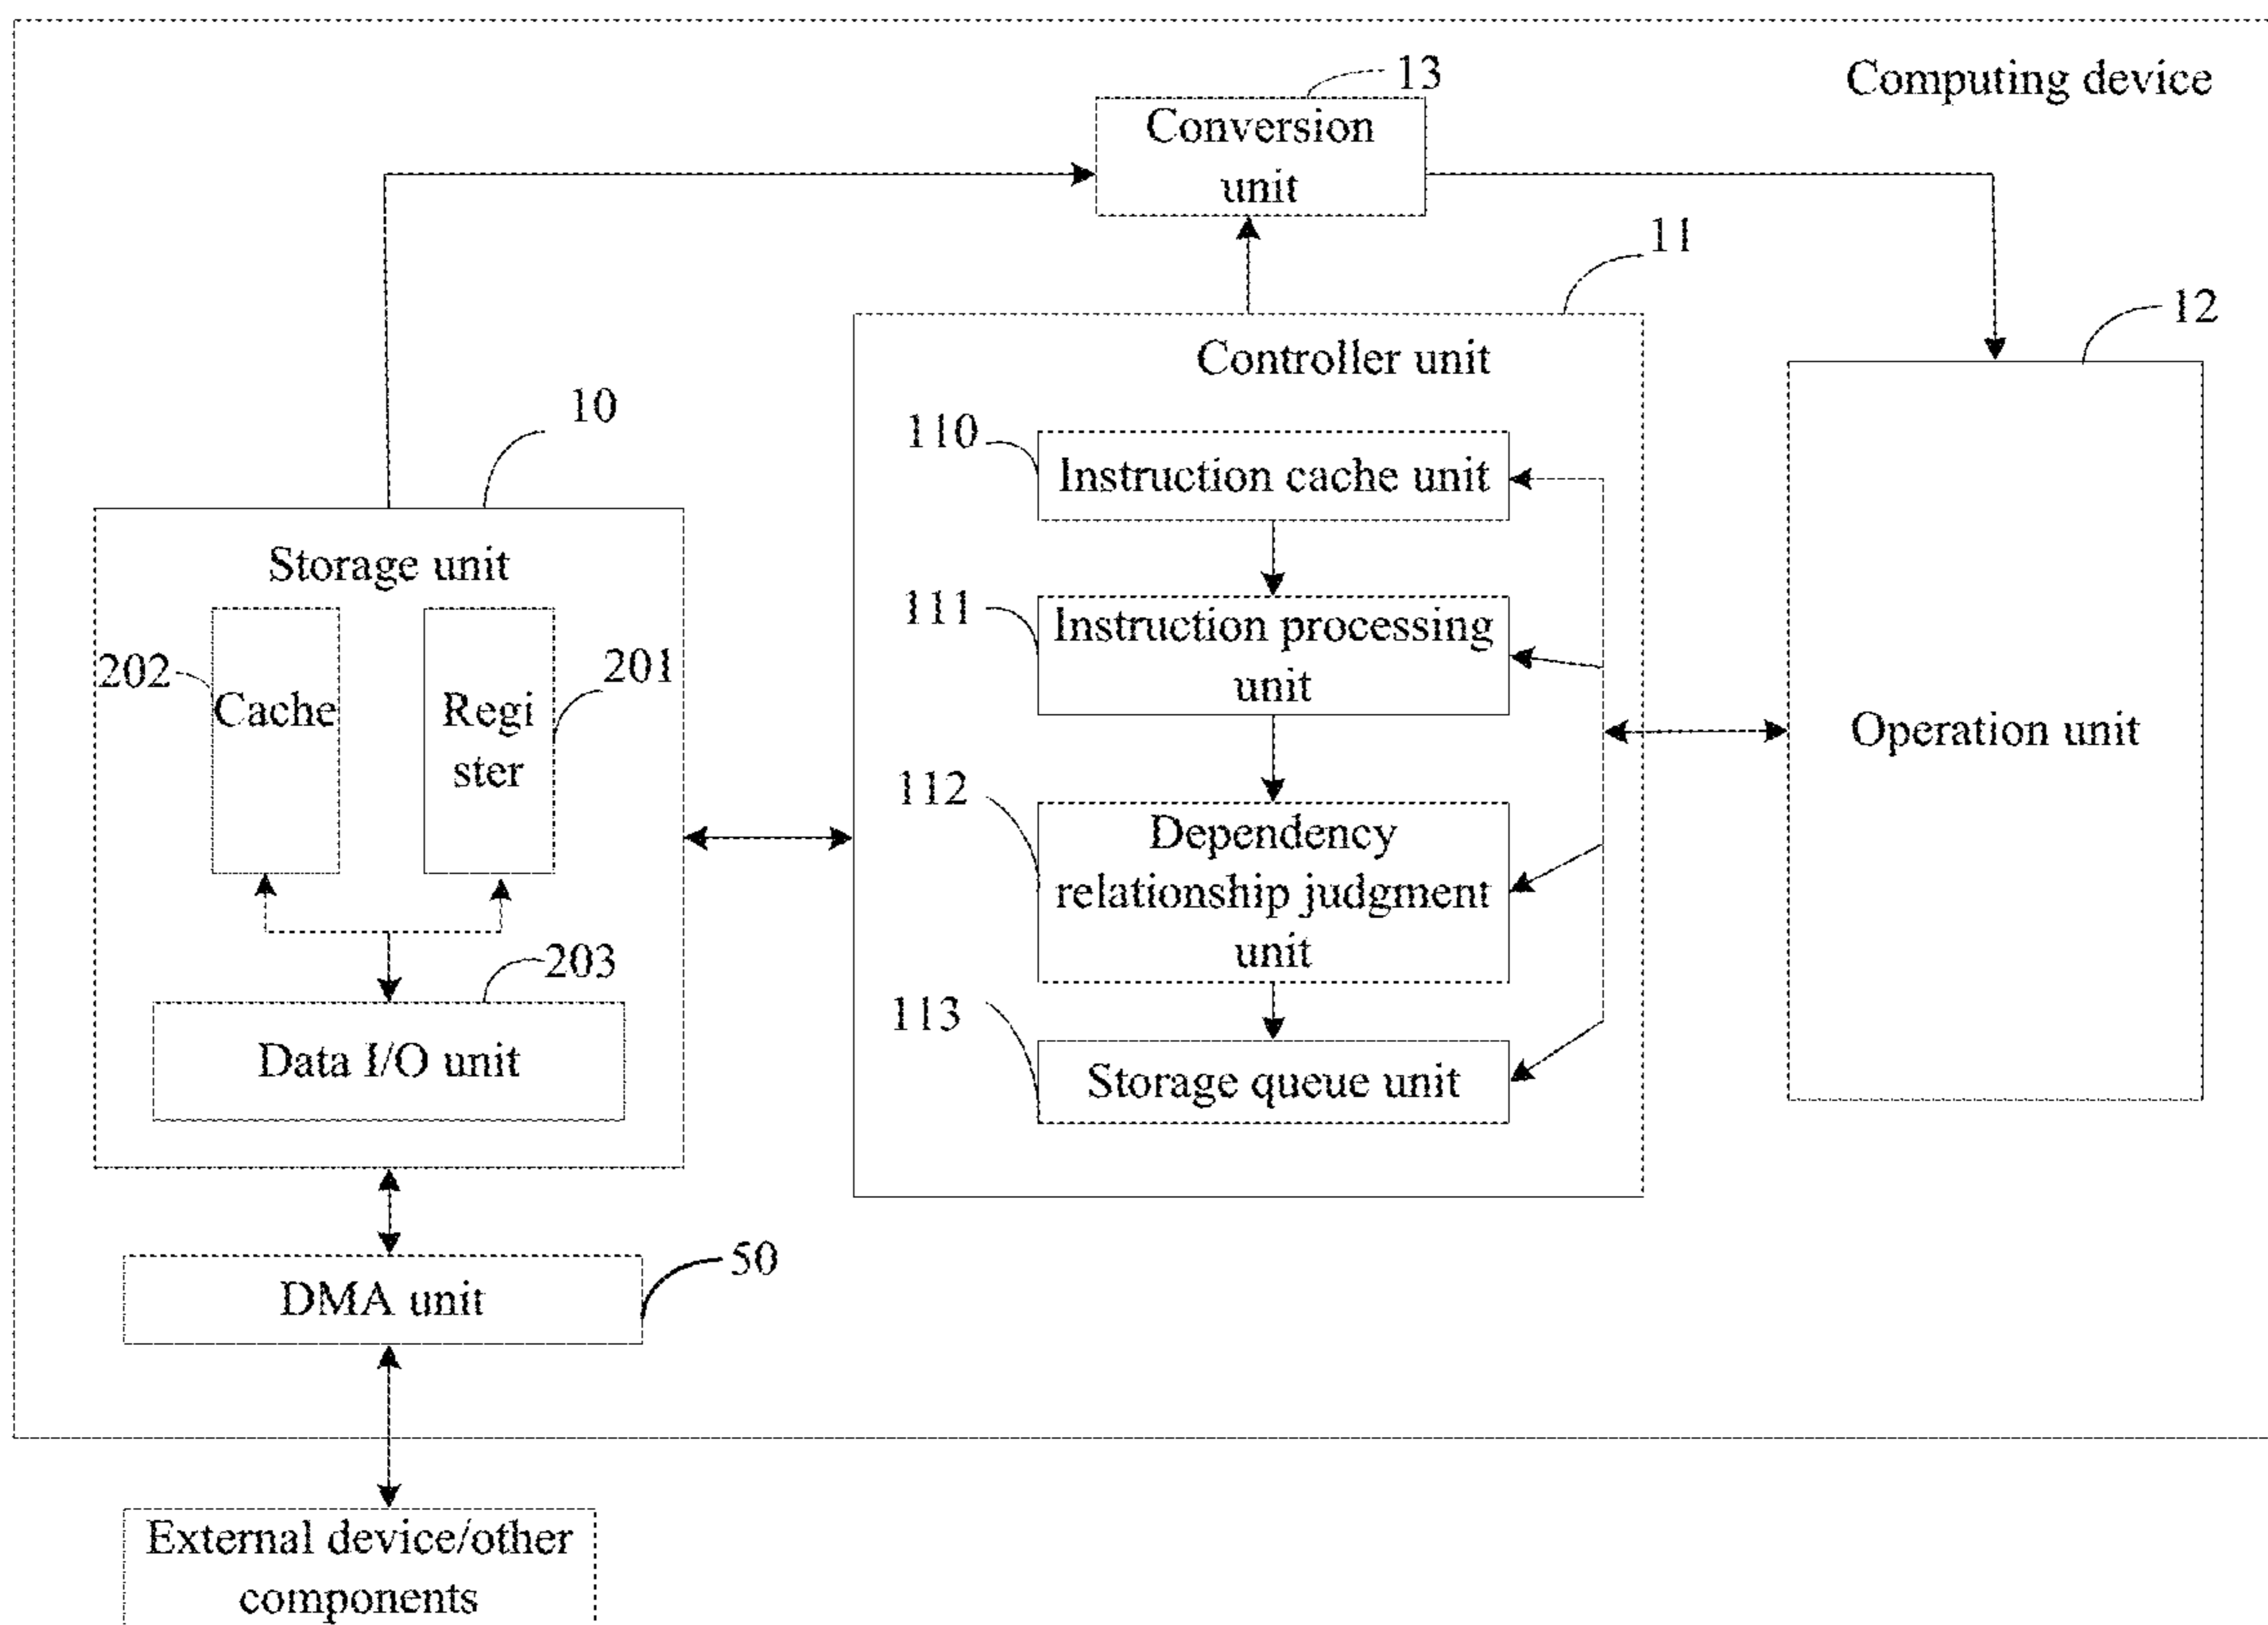 Computing device
13
Conversion
unit
11
12
Controller unit
10
110
Instruction cache unit
Storage unit
111
Instruction processing
unit
202
Cache
Regi
ster
201
Operation unit
112
Dependency
relationship judgment
unit
203
113
Data I/O unit
Storage queue unit
50
DMA unit
External device/other
components